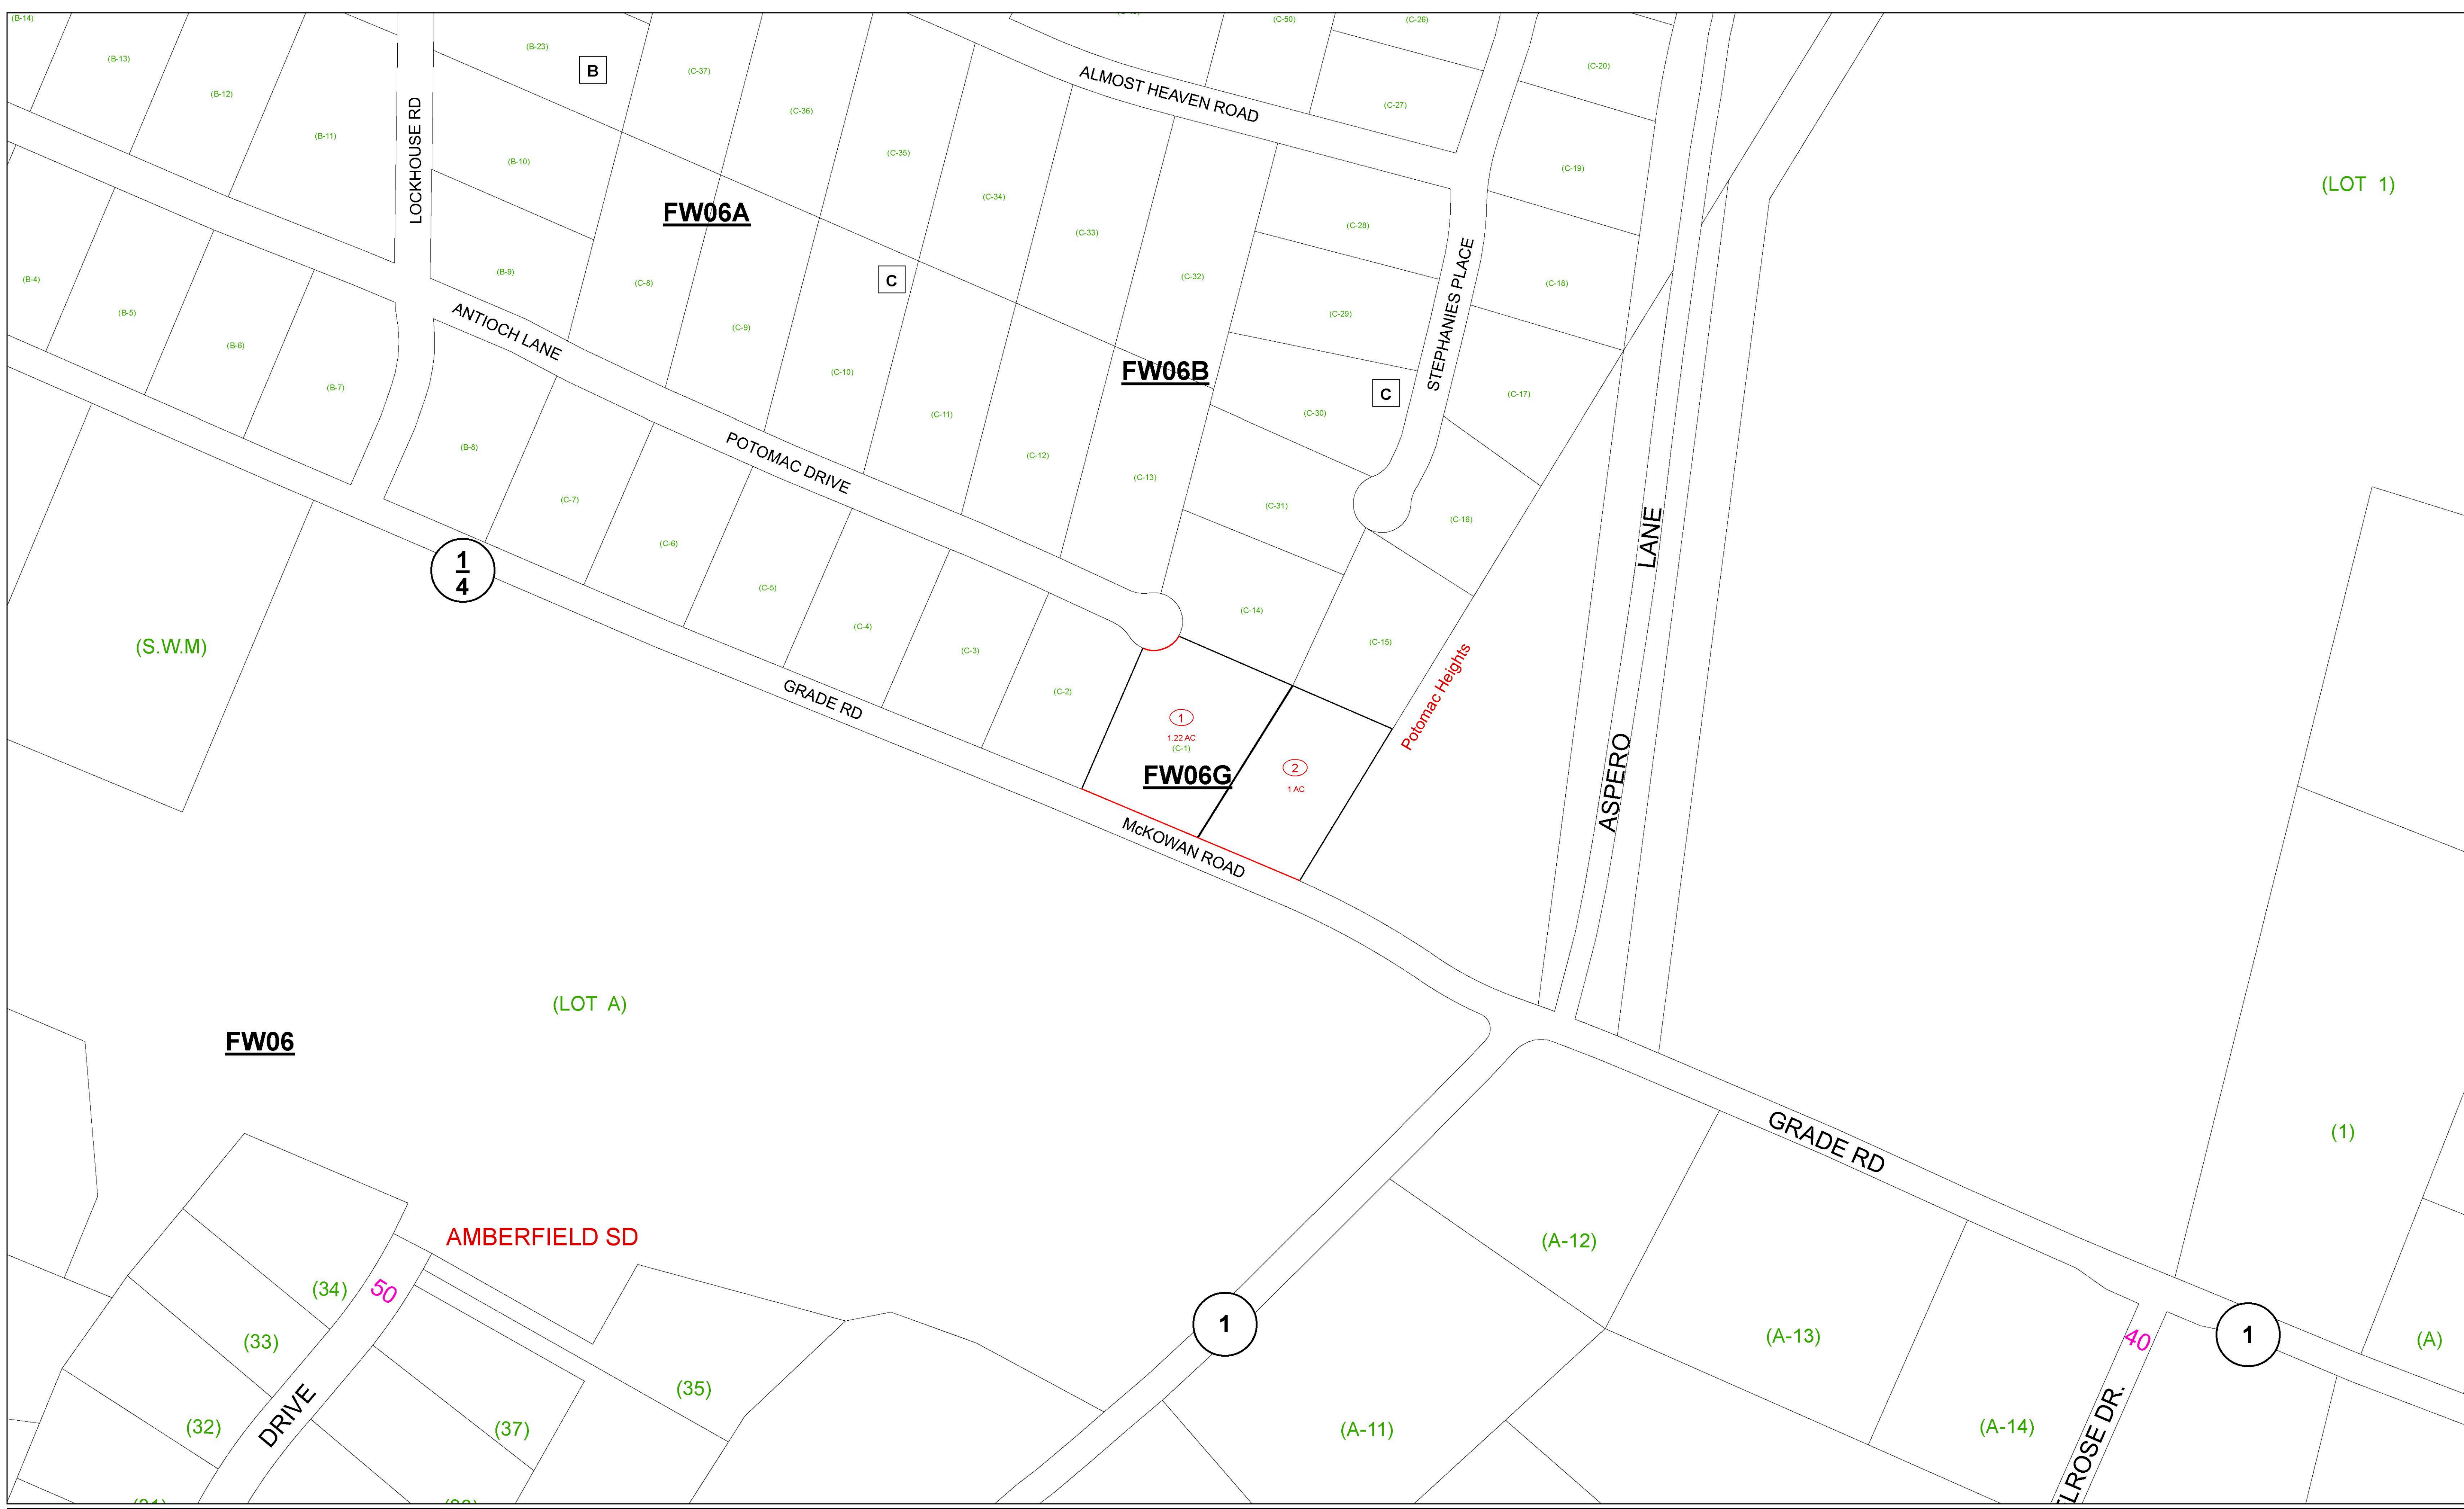 (B-14)
(C-50)
(C-26)
(B-23)
(B-13)
B
(C-37)
(C-20)
ALMOST HEAVEN ROAD
(B-12)
(C-27)
(C-36)
LOCKHOUSE RD
(B-11)
(C-35)
(B-10)
(C-19)
(LOT 1)
(C-34)
FW06A
(C-28)
(C-33)
(B-9)
(C-32)
(B-4)
(C-8)
C
(C-18)
STEPHANIES PLACE
(B-5)
(C-29)
(C-9)
ANTIOCH LANE
(B-6)
FW06B
(C-10)
(B-7)
C
(C-17)
(C-11)
(C-30)
(B-8)
(C-12)
POTOMAC DRIVE
(C-13)
(C-7)
(C-31)
(C-16)
LANE
(C-6)
1
4
(C-5)
(C-14)
(C-4)
(C-15)
(S.W.M)
(C-3)
(C-2)
Potomac Heights
GRADE RD
1
1.22 AC
(C-1)
2
FW06G
1 AC
ASPERO
McKOWAN ROAD
(LOT A)
FW06
(1)
GRADE RD
AMBERFIELD SD
(A-12)
(34)
50
1
(33)
(A-13)
40
1
(A)
(35)
(32)
DRIVE
(37)
(A-11)
(A-14)
LROSE DR.